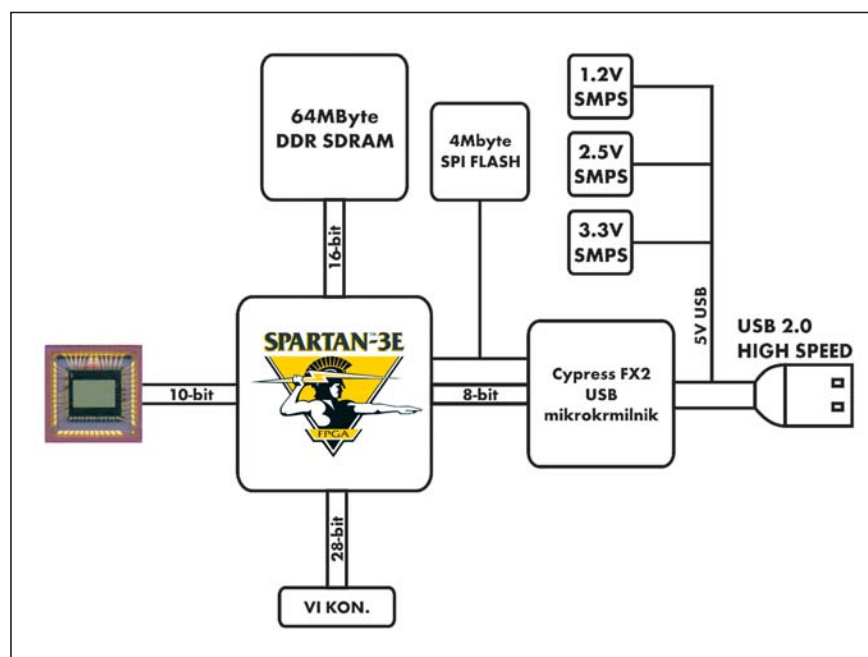 64MByte
DDR SDRAM
4Mbyte
SPI FLASH
1.2V
SMPS
2.5V
SMPS
3.3V
SMPS
16-bit
5V USB
USB 2.0
HIGH SPEED
SPARTAN™-3E
FPGA
10-bit
8-bit
Cypress FX2
USB
mikrokrmilnik
28-bit
VI KON.